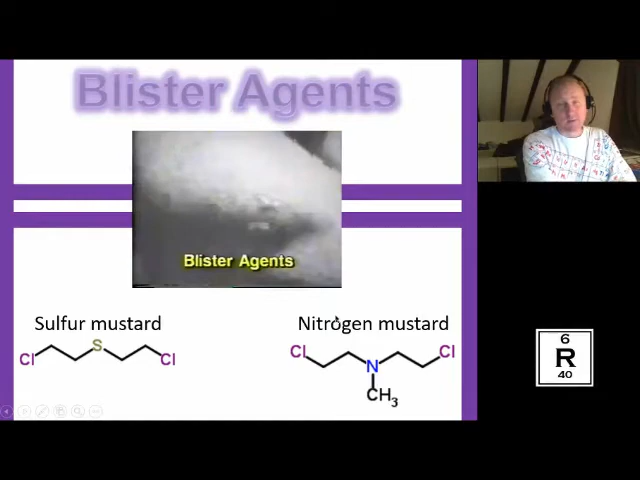 Blister Agents
Blister Agents
Sulfur mustard
Nitrogen mustard
Cl
S
Cl
Cl
Cl
N
CH3
6
R
40